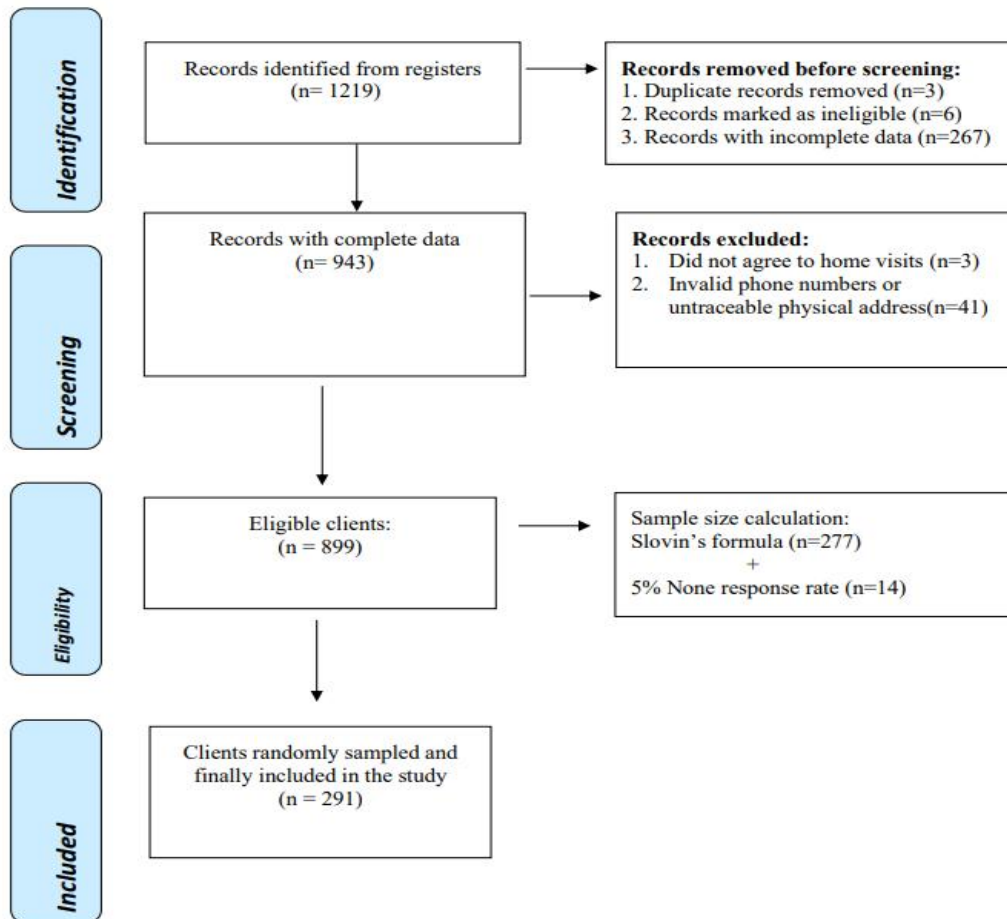 Identification
Records identified from registers
(n= 1219)
Records removed before screening:
1. Duplicate records removed (n=3)
2. Records marked as ineligible (n=6)
3. Records with incomplete data (n=267)
Screening
Records with complete data
(n= 943)
Records excluded:
1. Did not agree to home visits (n=3)
2. Invalid phone numbers or
untraceable physical address(n=41)
Eligibility
Eligible clients:
(n = 899)
Sample size calculation:
Slovin’s formula (n=277)
+
5% None response rate (n=14)
Included
Clients randomly sampled and
finally included in the study
(n = 291)